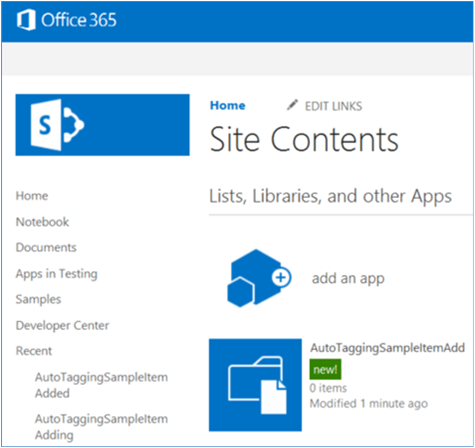 Office 365
Home EDIT LINKS
Site Contents
Lists, Libraries, and other Apps
Home
Notebook
Documents
Apps in Testing
Samples
Developer Center
Recent
AutoTaggingSampleItem
Added
AutoTaggingSampleItem
Adding
add an app
AutoTaggingSampleItemAdd
new!
0 items
Modified 1 minute ago